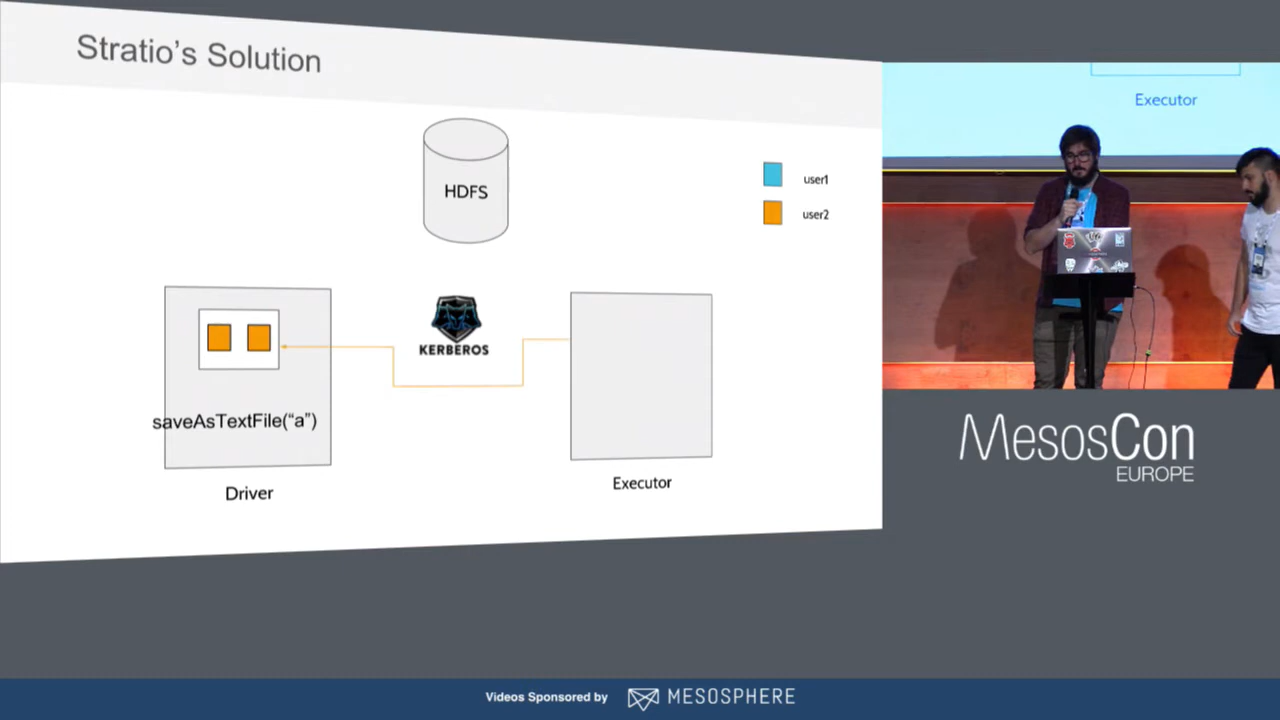 Stratio's Solution
HDFS
user1
user2
KERBEROS
saveAsTextFile("a")
Driver
Executor
Executor
MesosCon
EUROPE
Videos Sponsored by MESOSPHERE